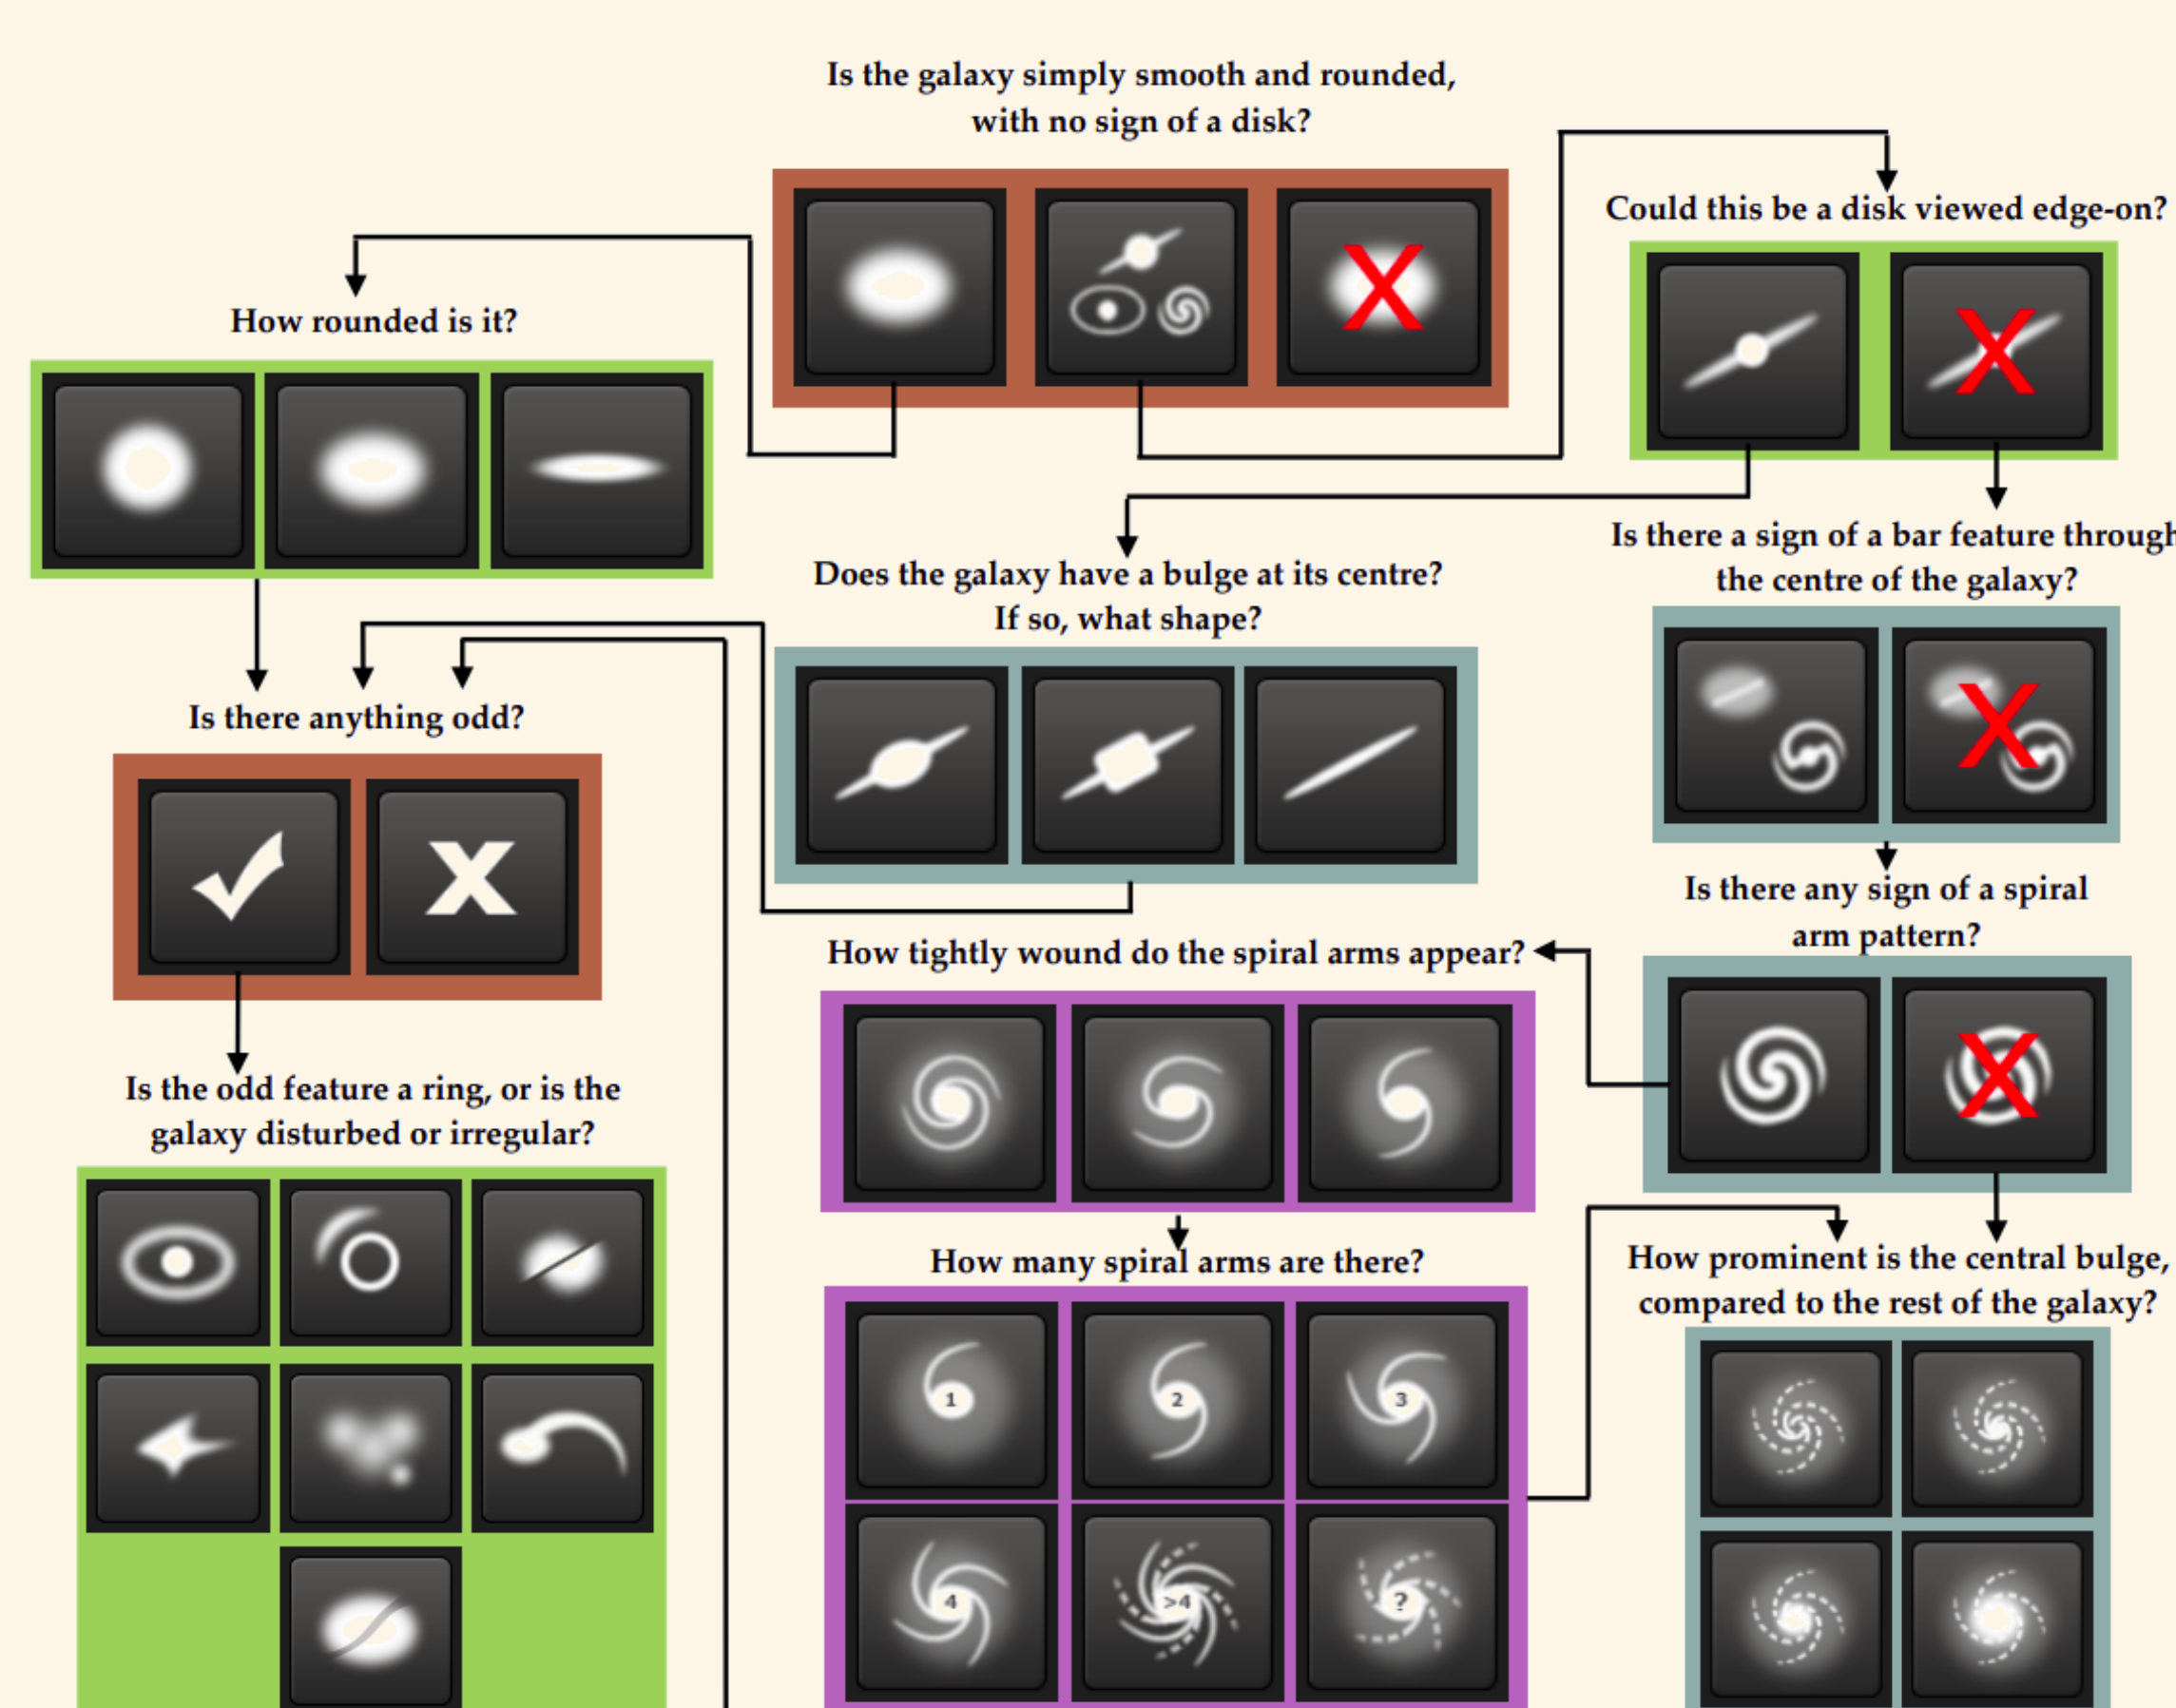 Is the galaxy simply smooth and rounded,
with no sign of a disk?
Could this be a disk viewed edge-on?
How rounded is it?
Is there a sign of a bar feature through
the centre of the galaxy?
Does the galaxy have a bulge at its centre?
If so, what shape?
Is there anything odd?
Is there any sign of a spiral
arm pattern?
How tightly wound do the spiral arms appear?
Is the odd feature a ring, or is the
galaxy disturbed or irregular?
How many spiral arms are there?
1
2
3
4
>4
?
How prominent is the central bulge,
compared to the rest of the galaxy?